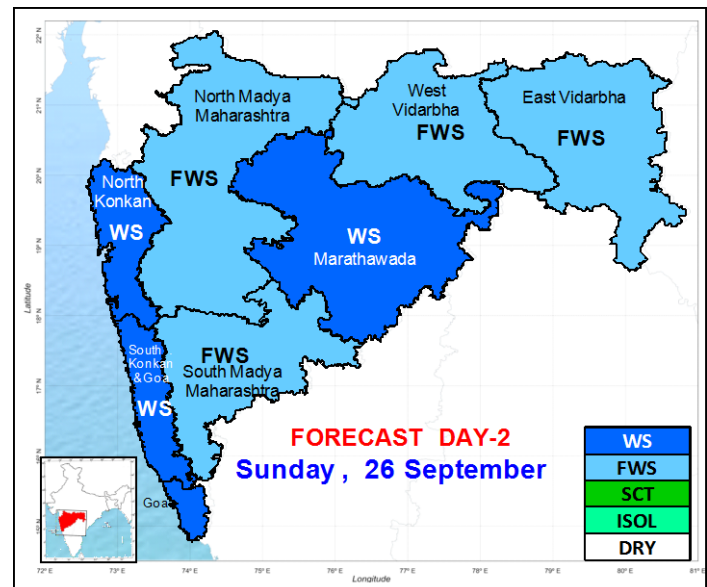 22°N
21°N
20°N
19°N
18°N
17°N
15°N
Latitude
North Madya
Maharashtra
FWS
West
Vidarbha
FWS
East Vidarbha
FWS
North
Konkan
WS
WS
Marathawada
South
Konkan
&Goa
WS
FWS
South Madya
Maharashtra
Goa
FORECAST DAY-2
Sunday , 26 September
WS
FWS
SCT
ISOL
DRY
72°E
73°E
74°E
75°E
76°E
77°E
78°E
79°E
80°E
81°E
Longitude